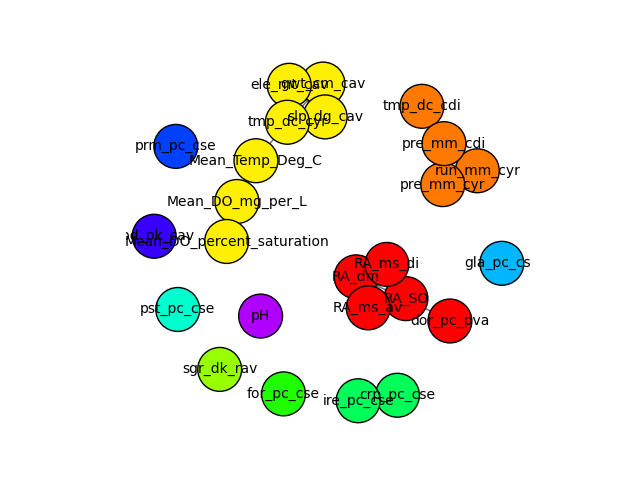 ele_mt_cav
gwt_cm_cav
tmp_dc_cdi
slp_dg_cav
tmp_dc_cyr
pre_mm_cdi
prm_pc_cse
Mean_Temp_Deg_C
run_mm_cyr
pre_mm_cyr
Mean_DO_mg_per_L
Mean_DO_percent_saturation
RA_ms_di
gla_pc_cs
RA_dm
RA_SO
RA_ms_av
pst_pc_cse
pH
dor_pc_pva
sgr_dk_rav
for_pc_cse
crp_pc_cse
ire_pc_cse